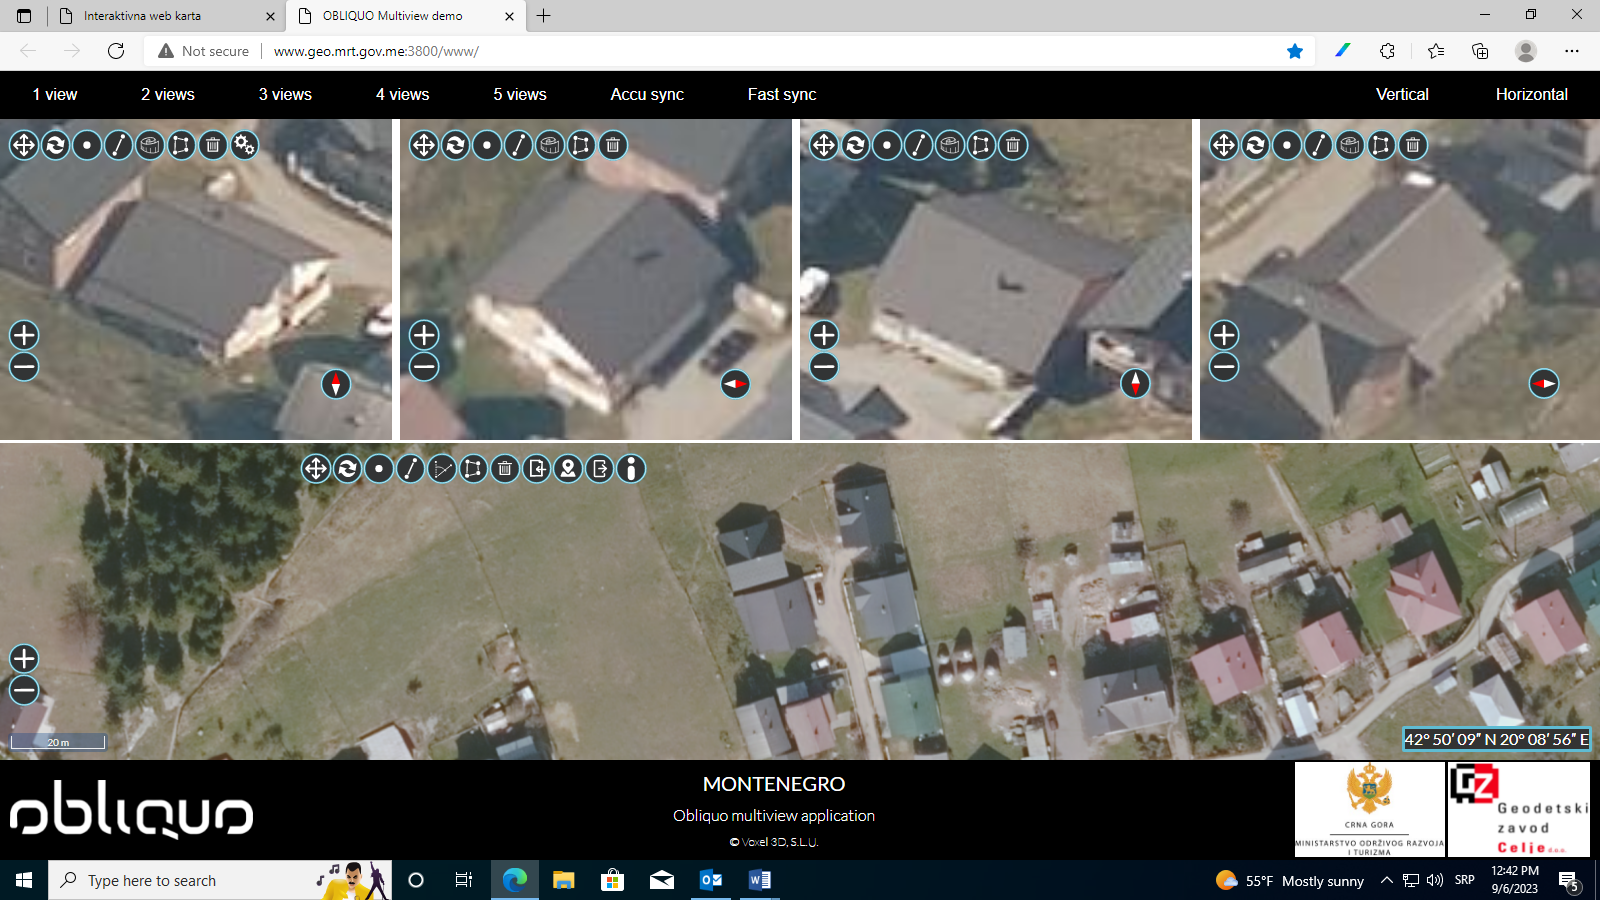 Interaktivna web karta
OBLIQUO Multiview demo
Not secure
www.geo.mrt.gov.me:3800/www/
1 view
2 views
3 views
4 views
5 views
Accu sync
Fast sync
Vertical
Horizontal
20 m
42° 50′ 09″ N 20° 08′ 56″ E
obliquo
MONTENEGRO
Obliquo multiview application
© Voxel 3D, S.L.U.
CRNA GORA
MINISTARSTVO ODRŽIVOG RAZVOJA
I TURIZMA
GZ
Geodetski
zavod
Celje d.o.o.
Type here to search
55°F Mostly sunny
SRP
12:42 PM
9/6/2023
5